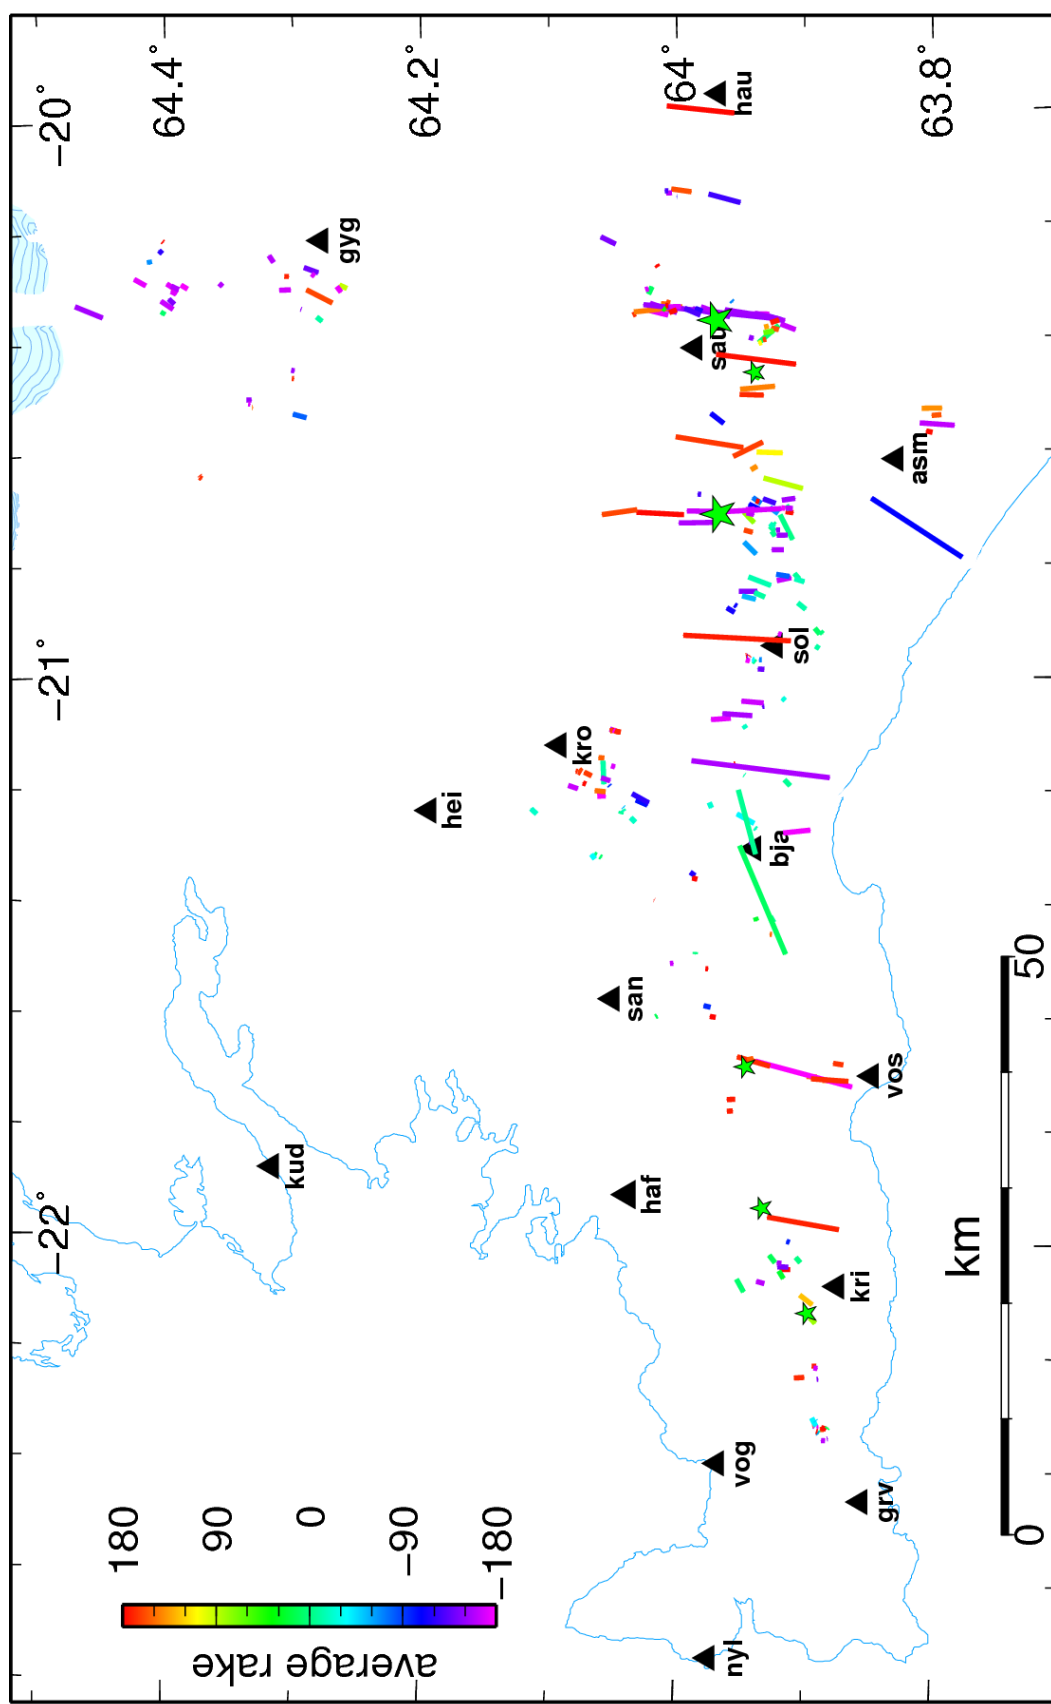 -20°
-21°
-22°
64.4°
64.2°
64°
63.8°
hau
gyg
sau
asm
sol
kro
hei
bja
san
vos
kud
haf
kri
vog
grv
nyl
180
90
0
-90
-180
average rake
0
50
km